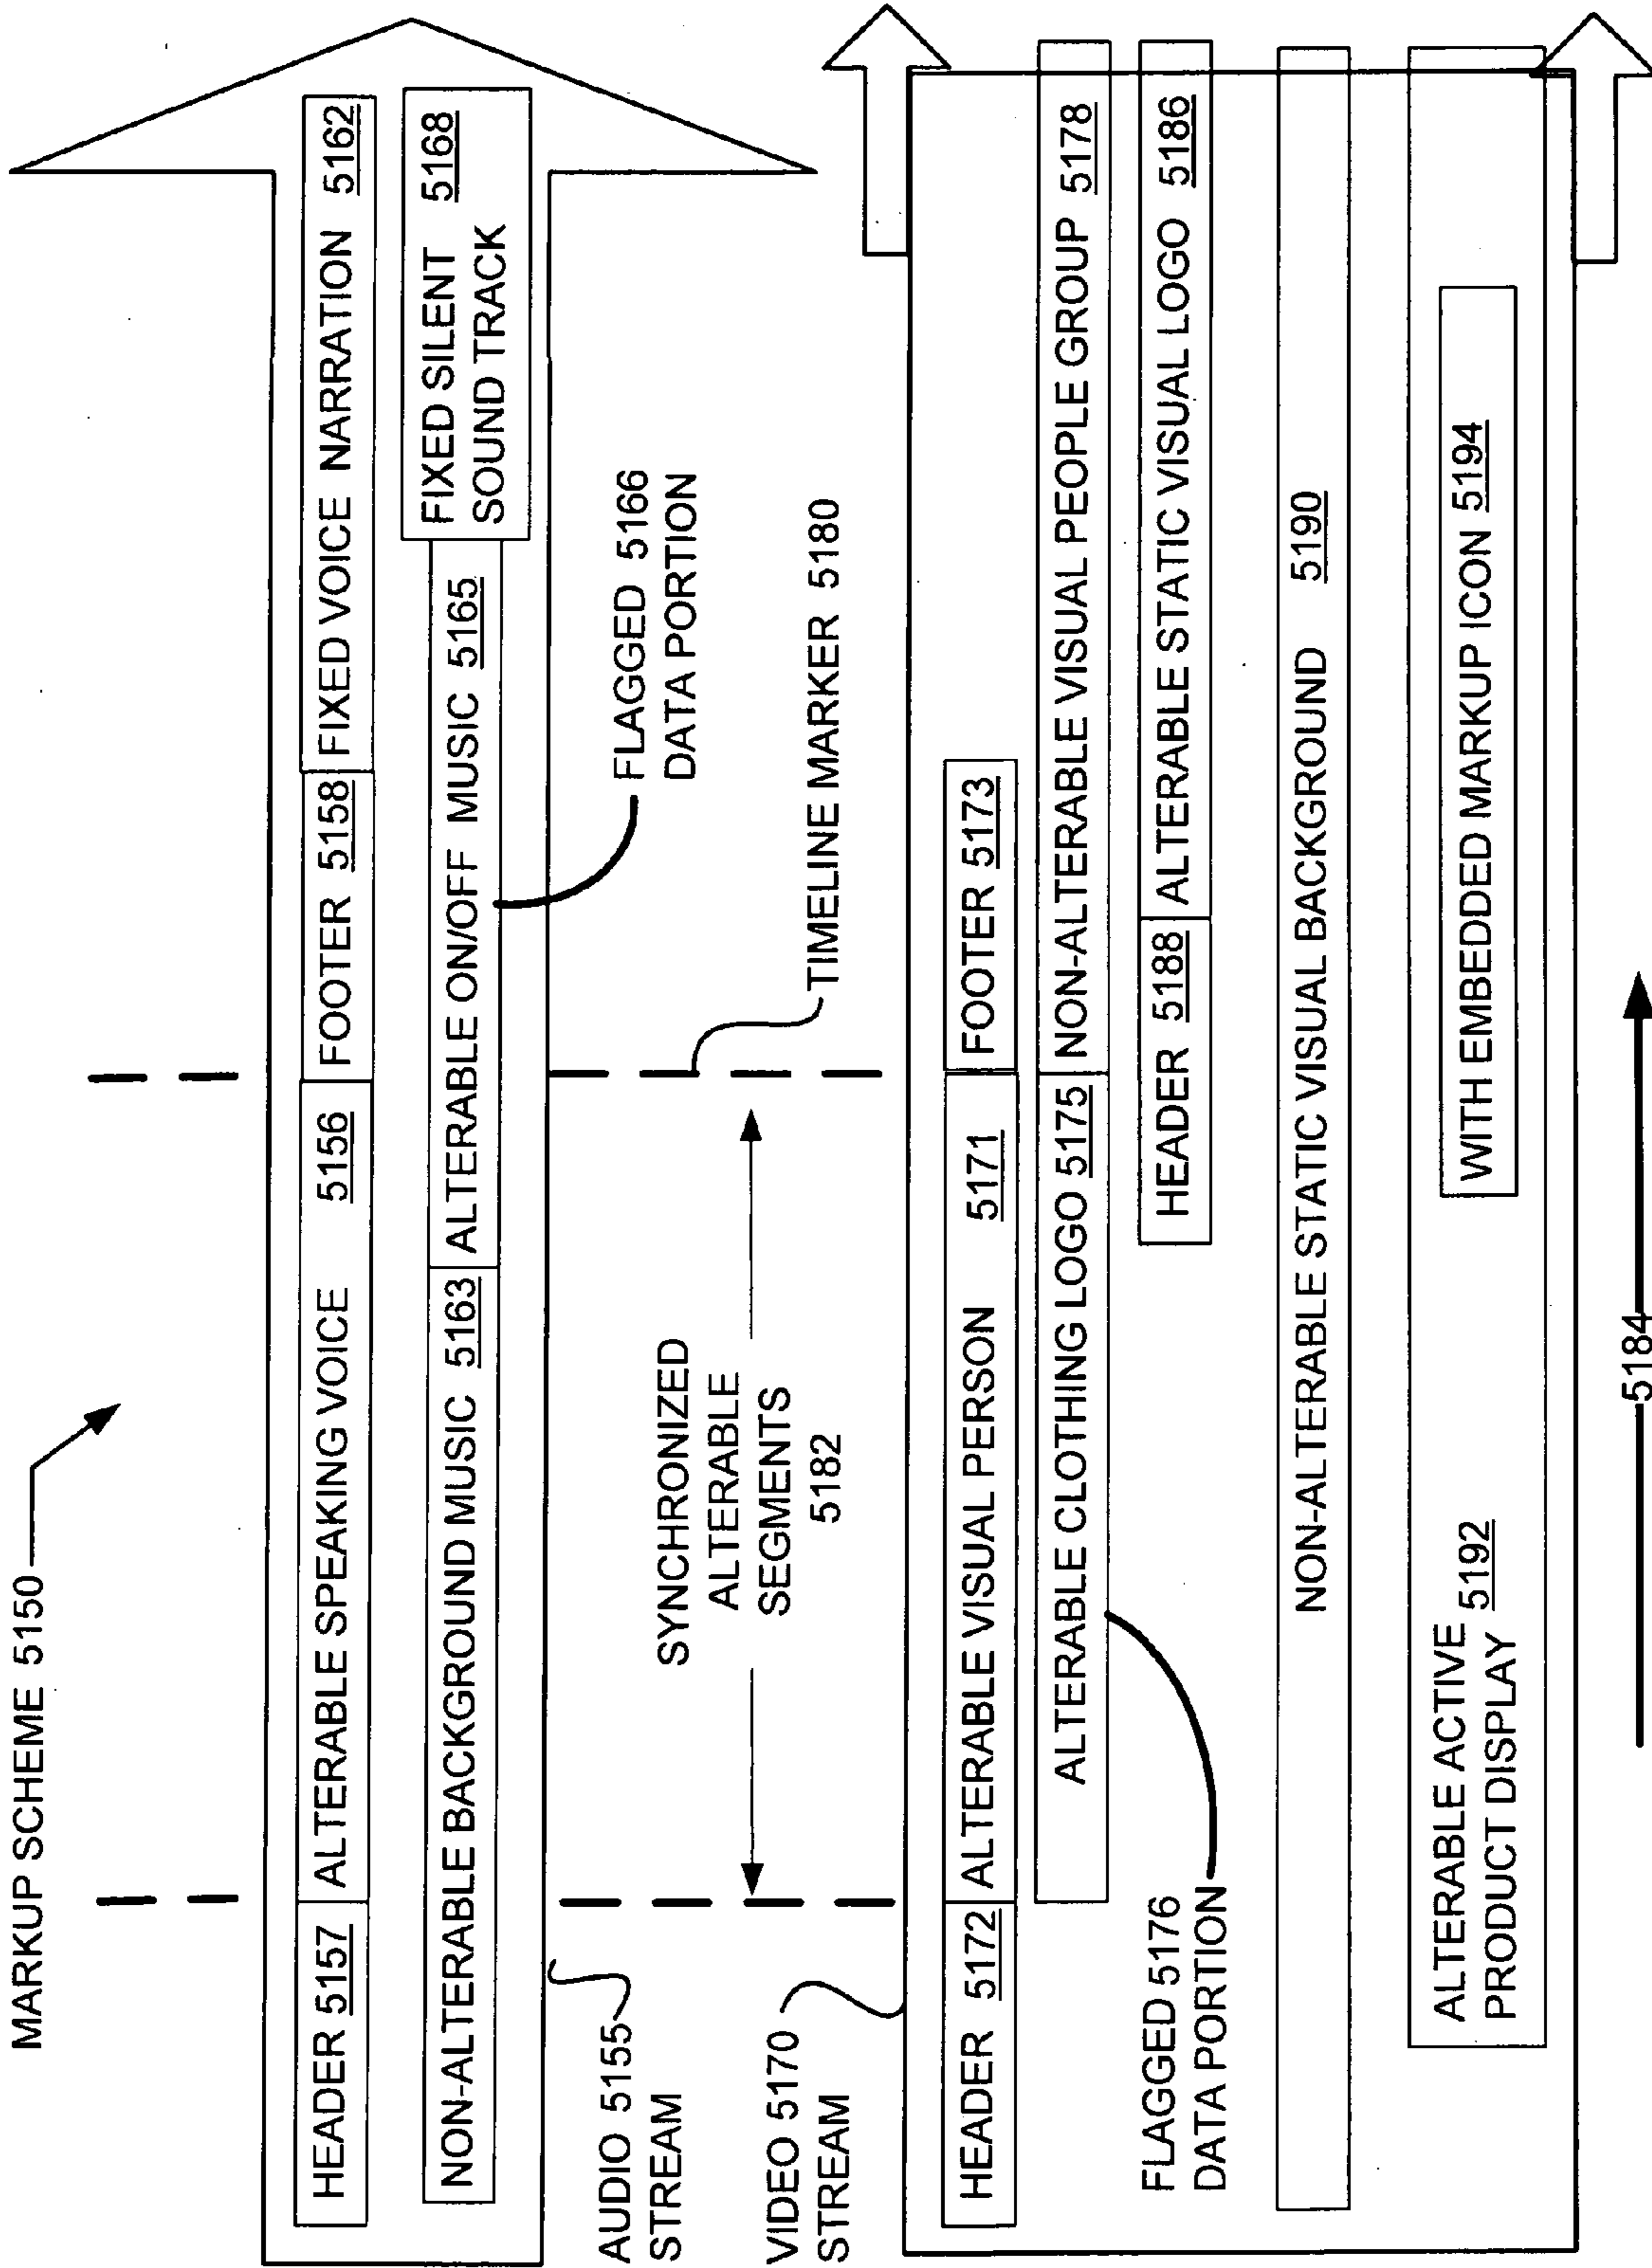 MARKUP SCHEME 5150
HEADER 5157
ALTERABLE SPEAKING VOICE 5156
FOOTER 5158
FIXED VOICE NARRATION 5162
NON-ALTERABLE BACKGROUND MUSIC 5163
ALTERABLE ON/OFF MUSIC 5165
FIXED SILENT 5168
SOUND TRACK
AUDIO 5155
STREAM
SYNCHRONIZED
ALTERABLE
SEGMENTS
5182
FLAGGED 5166
DATA PORTION
TIMELINE MARKER 5180
VIDEO 5170
STREAM
HEADER 5172
ALTERABLE VISUAL PERSON 5171
FOOTER 5173
ALTERABLE CLOTHING LOGO 5175
NON-ALTERABLE VISUAL PEOPLE GROUP 5178
FLAGGED 5176
DATA PORTION
HEADER 5188
ALTERABLE STATIC VISUAL LOGO 5186
NON-ALTERABLE STATIC VISUAL BACKGROUND 5190
ALTERABLE ACTIVE
PRODUCT DISPLAY 5192
WITH EMBEDDED MARKUP ICON 5194
5184